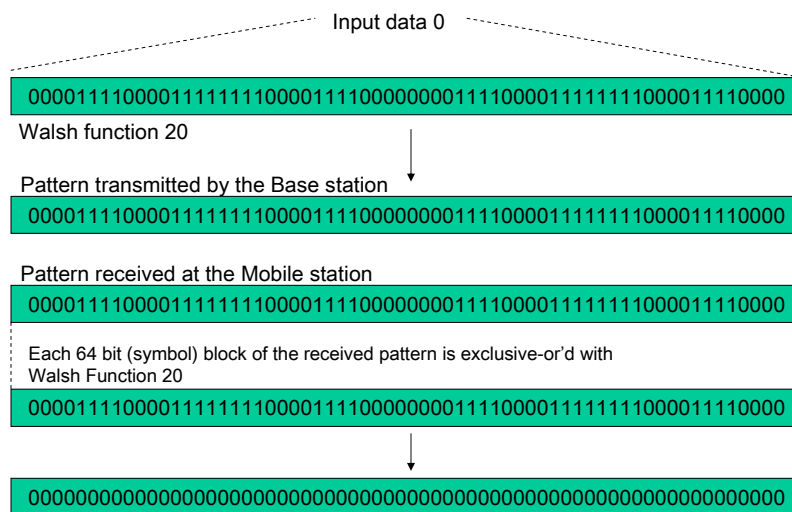 Input data 0
0000111100001111111100001111000000001111000011111111000011110000
Walsh function 20
Pattern transmitted by the Base station
0000111100001111111100001111000000001111000011111111000011110000
Pattern received at the Mobile station
0000111100001111111100001111000000001111000011111111000011110000
Each 64 bit (symbol) block of the received pattern is exclusive-or’d with
Walsh Function 20
0000111100001111111100001111000000001111000011111111000011110000
0000000000000000000000000000000000000000000000000000000000000000